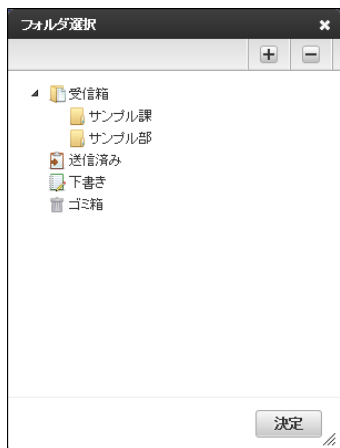 フォルダ選択
受信箱
サンプル課
サンプル部
送信済み
下書き
ゴミ箱
決定